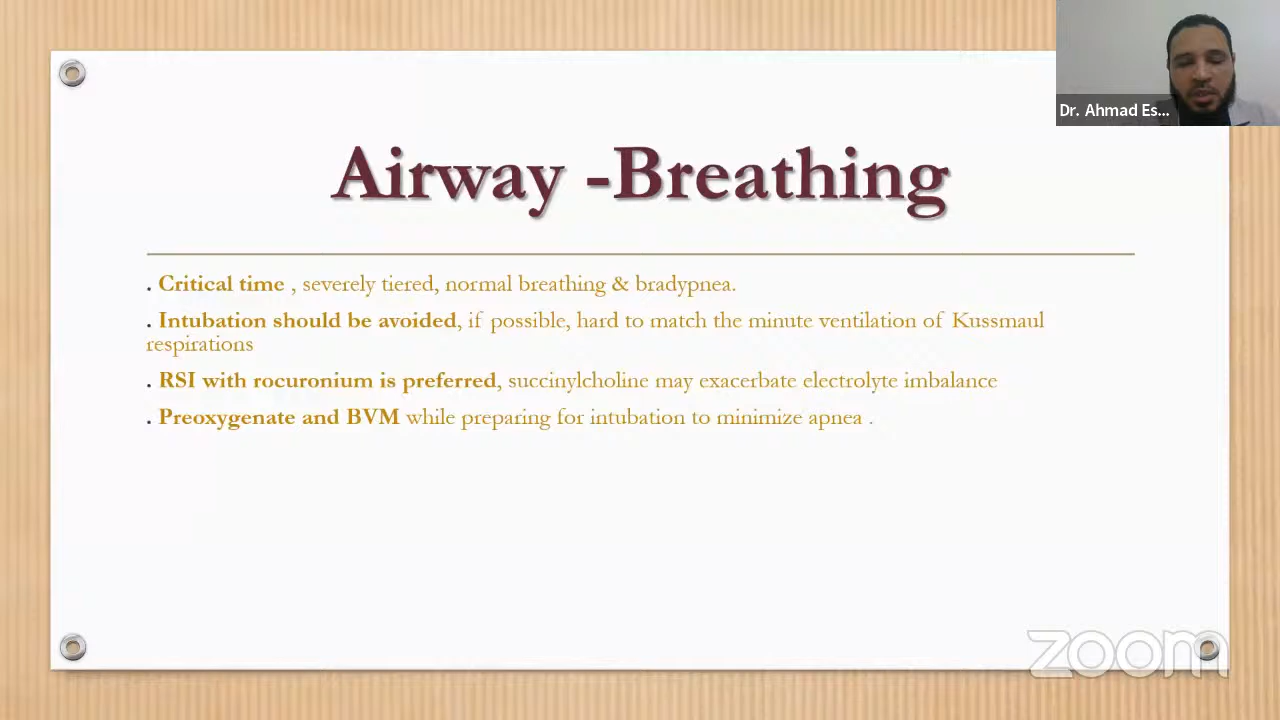 Dr. Ahmad Es...
Airway -Breathing
. Critical time , severely tiered, normal breathing & bradypnea.
. Intubation should be avoided, if possible, hard to match the minute ventilation of Kussmaul
respirations
. RSI with rocuronium is preferred, succinylcholine may exacerbate electrolyte imbalance
. Preoxygenate and BVM while preparing for intubation to minimize apnea .
zoom